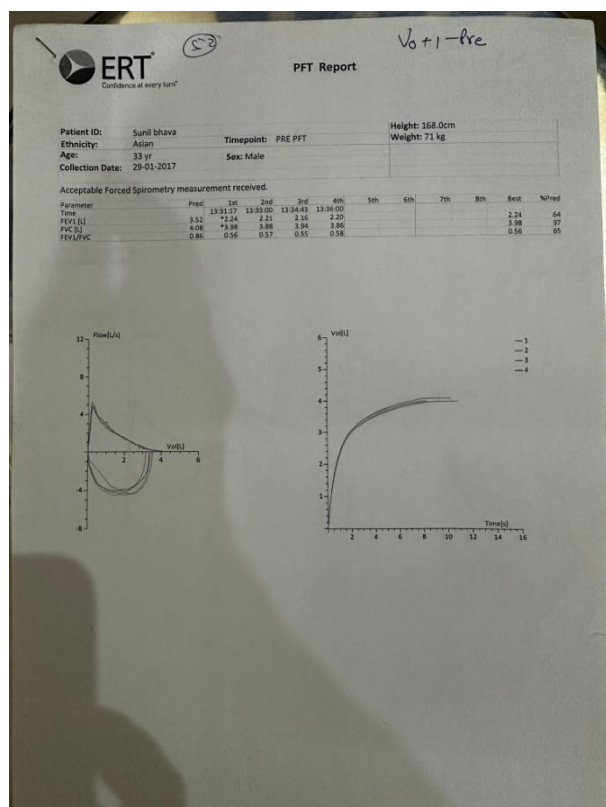 52
Vo+1-Pre
ERT
Confidence at every turn™
PFT Report
Patient ID: Sunil bhava
Ethnicity: Asian
Age: 33 yr
Collection Date: 29-01-2017
Timepoint: PRE PFT
Sex: Male
Height: 168.0cm
Weight: 71 kg
Acceptable Forced Spirometry measurement received.
Parameter Pred 1st 2nd 3rd 4th 5th 6th 7th 8th Best %Pred
Time 13:31:17 13:33:00 13:34:43 13:36:00
FEV1 [L] 3.52 *2.24 2.21 2.16 2.20 2.24 64
FVC [L] 4.08 *3.98 3.88 3.94 3.86 3.98 97
FEV1/FVC 0.86 0.56 0.57 0.55 0.58 0.56 65
Flow[L/s]
12
8
4
Vol[L]
2 4 6
-4
-8
Vol[L]
6
5
4
3
2
1
1
2
3
4
Time[s]
2 4 6 8 10 12 14 16